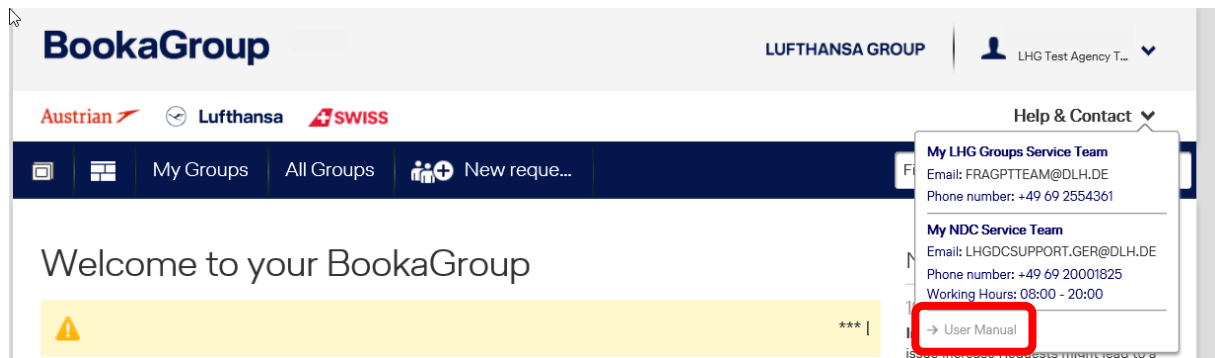 BookaGroup
LUFTHANSA GROUP
LHG Test Agency T...
Austrian
Lufthansa
SWISS
Help & Contact
My Groups
All Groups
New reque...
My LHG Groups Service Team
Email: FRAGPTTEAM@DLH.DE
Phone number: +49 69 2554361
My NDC Service Team
Email: LHGDCSUPPORT.GER@DLH.DE
Phone number: +49 69 20001825
Working Hours: 08:00 - 20:00
→ User Manual
Welcome to your BookaGroup
*** |